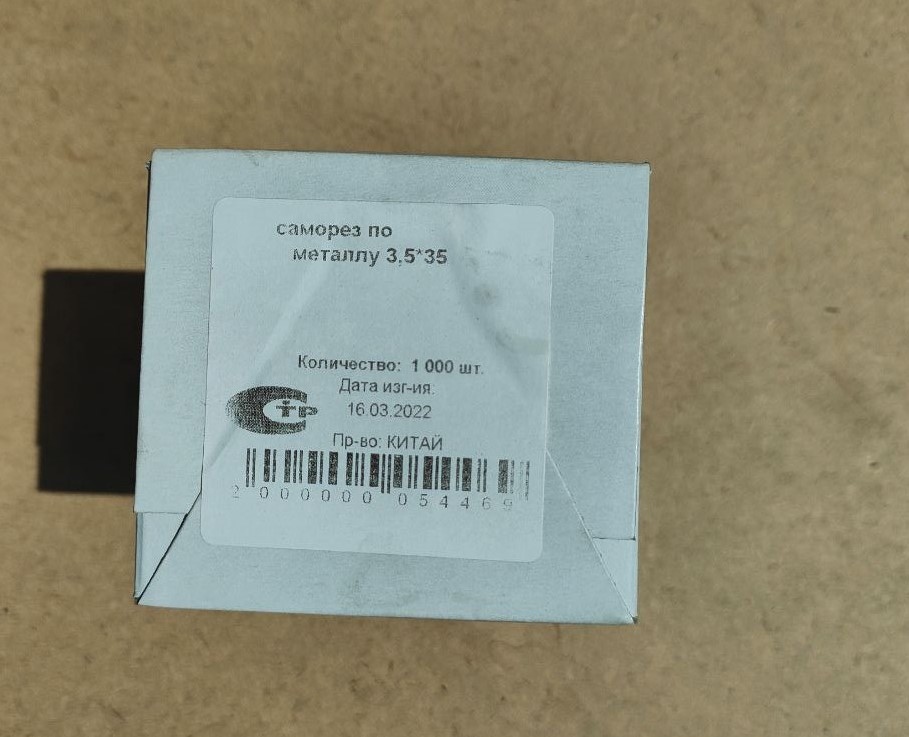 саморез по
металлу 3,5*35
Количество: 1 000 шт.
Дата изг-ия:
16.03.2022
Стр
Пр-во: КИТАЙ
2 000000 054469